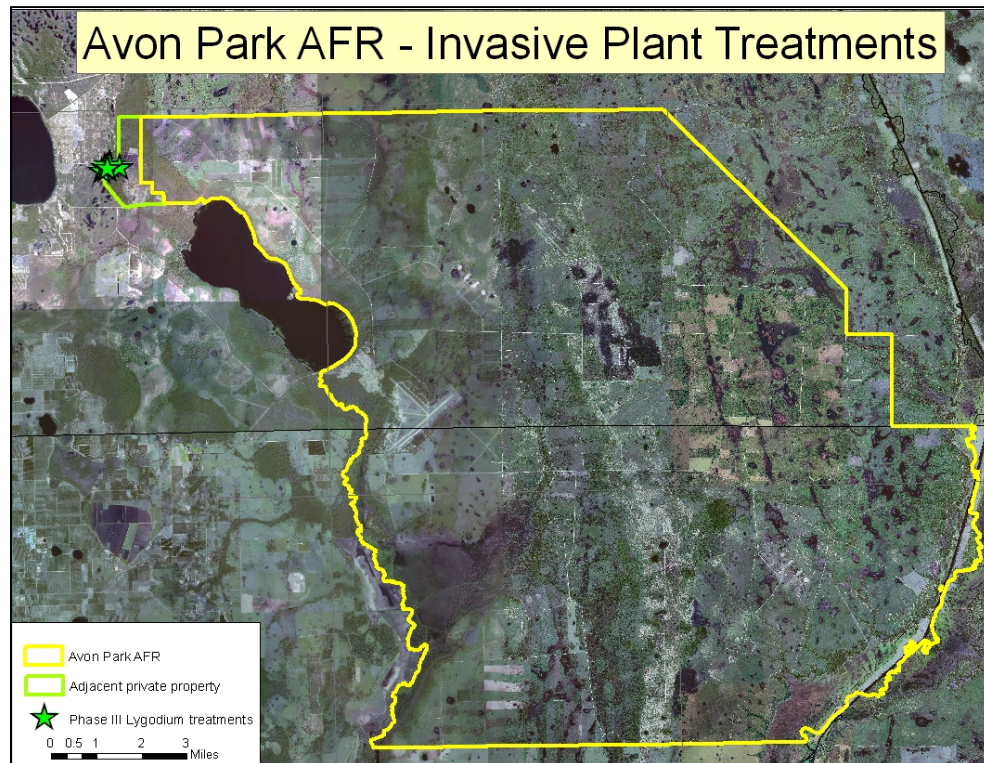 Avon Park AFR - Invasive Plant Treatments
Avon Park AFR
Adjacent private property
Phase III Lygodium treatments
0 0.5 1 2 3
Miles